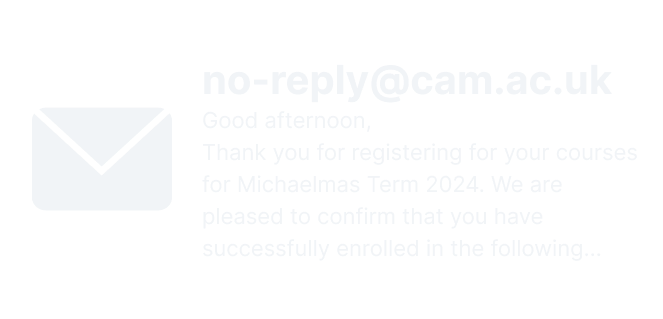 no-reply@cam.ac.uk
Good afternoon,
Thank you for registering for your courses
for Michaelmas Term 2024. We are
pleased to confirm that you have
successfully enrolled in the following...